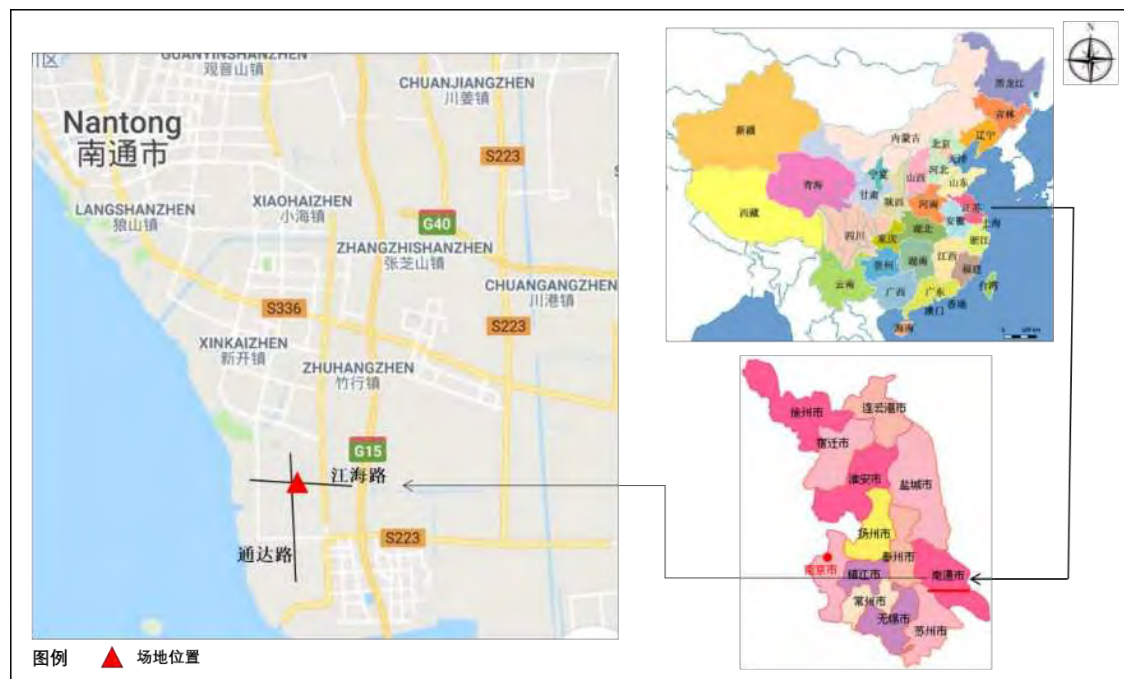 川区
GUANYINSHANZHEN
观音山镇
CHUANJIANGZHEN
川姜镇
Nantong
南通市
S223
XIAOHAIZHEN
小海镇
LANGSHANZHEN
狼山镇
G40
ZHANGZHISHANZHEN
张芝山镇
CHUANGANGZHEN
川港镇
S336
S223
XINKAIZHEN
新开镇
ZHUHANGZHEN
竹行镇
G15
江海路
S223
通达路
图例
场地位置
N
黑龙江
吉林
辽宁
新疆
内蒙古
北京
天津
河北
山西
宁夏
山东
青海
甘肃
陕西
河南
江苏
西藏
安徽
上海
四川
重庆
湖北
浙江
贵州
湖南
江西
福建
云南
广西
广东
台湾
香港
澳门
海南
徐州市
连云港市
宿迁市
淮安市
盐城市
扬州市
泰州市
南京市
镇江市
南通市
常州市
无锡市
苏州市